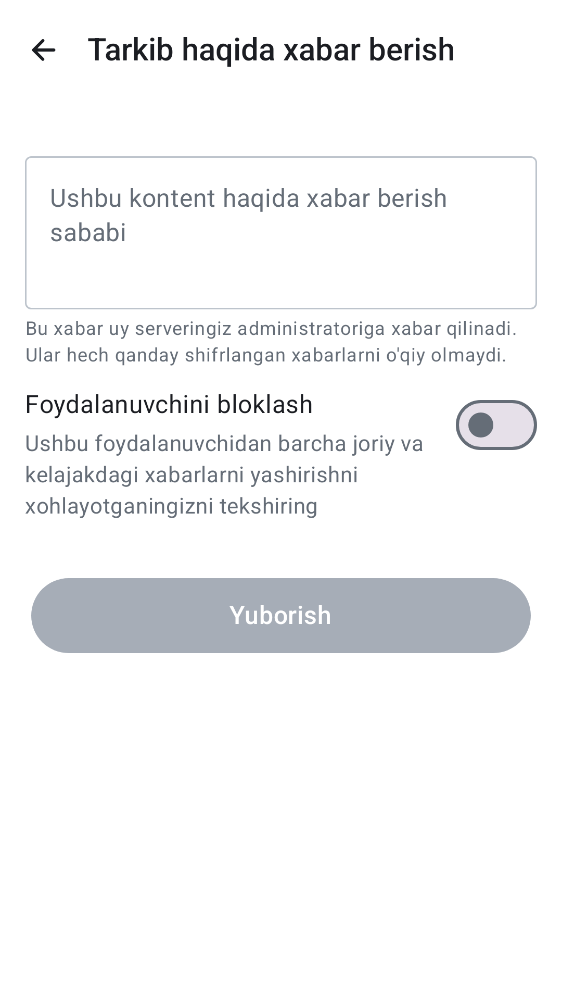 Tarkib haqida xabar berish
Ushbu kontent haqida xabar berish
sababi
Bu xabar uy serveringiz administratoriga xabar qilinadi.
Ular hech qanday shifrlangan xabarlarni o'qiy olmaydi.
Foydalanuvchini bloklash
Ushbu foydalanuvchidan barcha joriy va
kelajakdagi xabarlarni yashirishni
xohlayotganingizni tekshiring
Yuborish